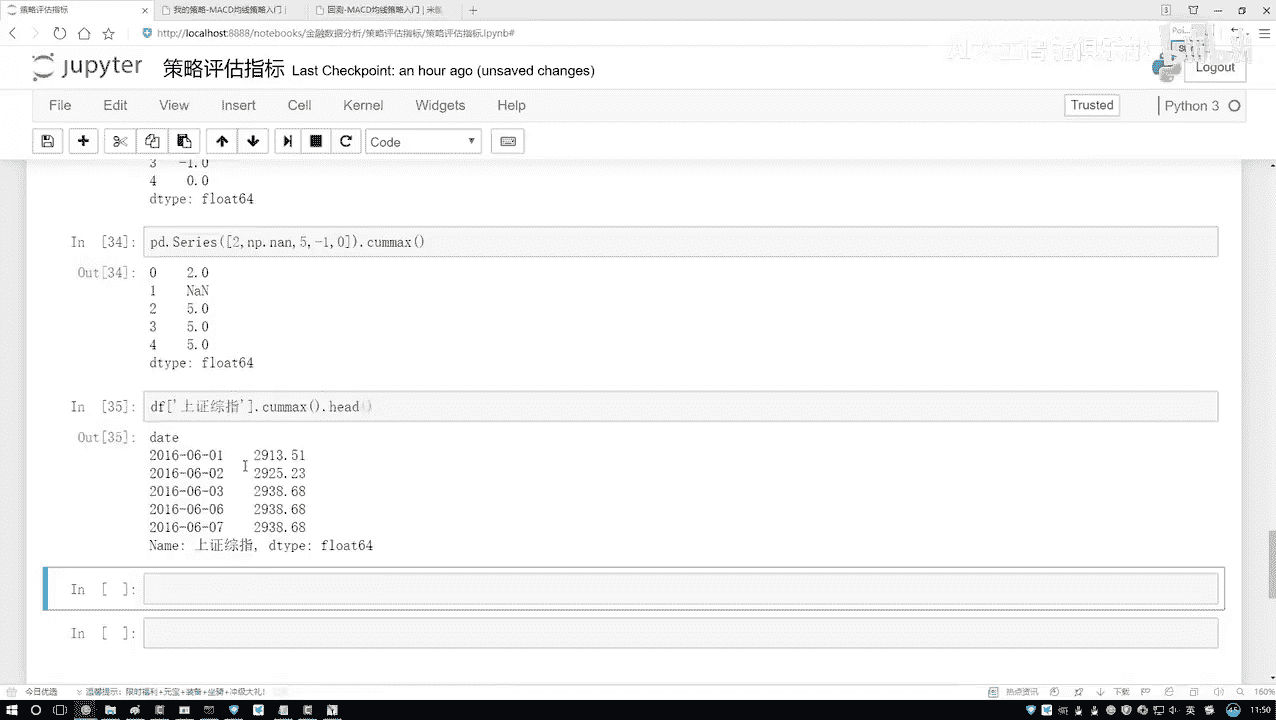 策略评估指标
我的策略-MACD均线策略入门
回测-MACD均线策略入门 | 米
http://localhost:8888/notebooks/金融数据分析/策略评估指标/策略评估指标.ipynb#
jupyter 策略评估指标 Last Checkpoint: an hour ago (unsaved changes)
Logout
File Edit View Insert Cell Kernel Widgets Help
Trusted
Python 3
Code
3 -1.0
4 0.0
dtype: float64
In [34]: pd.Series([2,np.nan,5,-1,0]).cummax()
Out[34]: 0 2.0
1 NaN
2 5.0
3 5.0
4 5.0
dtype: float64
In [35]: df['上证综指'].cummax().head()
Out[35]: date
2016-06-01 2913.51
2016-06-02 2925.23
2016-06-03 2938.68
2016-06-06 2938.68
2016-06-07 2938.68
Name: 上证综指, dtype: float64
In [ ]:
In [ ]:
今日优选
温馨提示: 限时福利+元宝+装备+坐骑+冲级大礼!
热点资讯
下载
160%
英
11:50